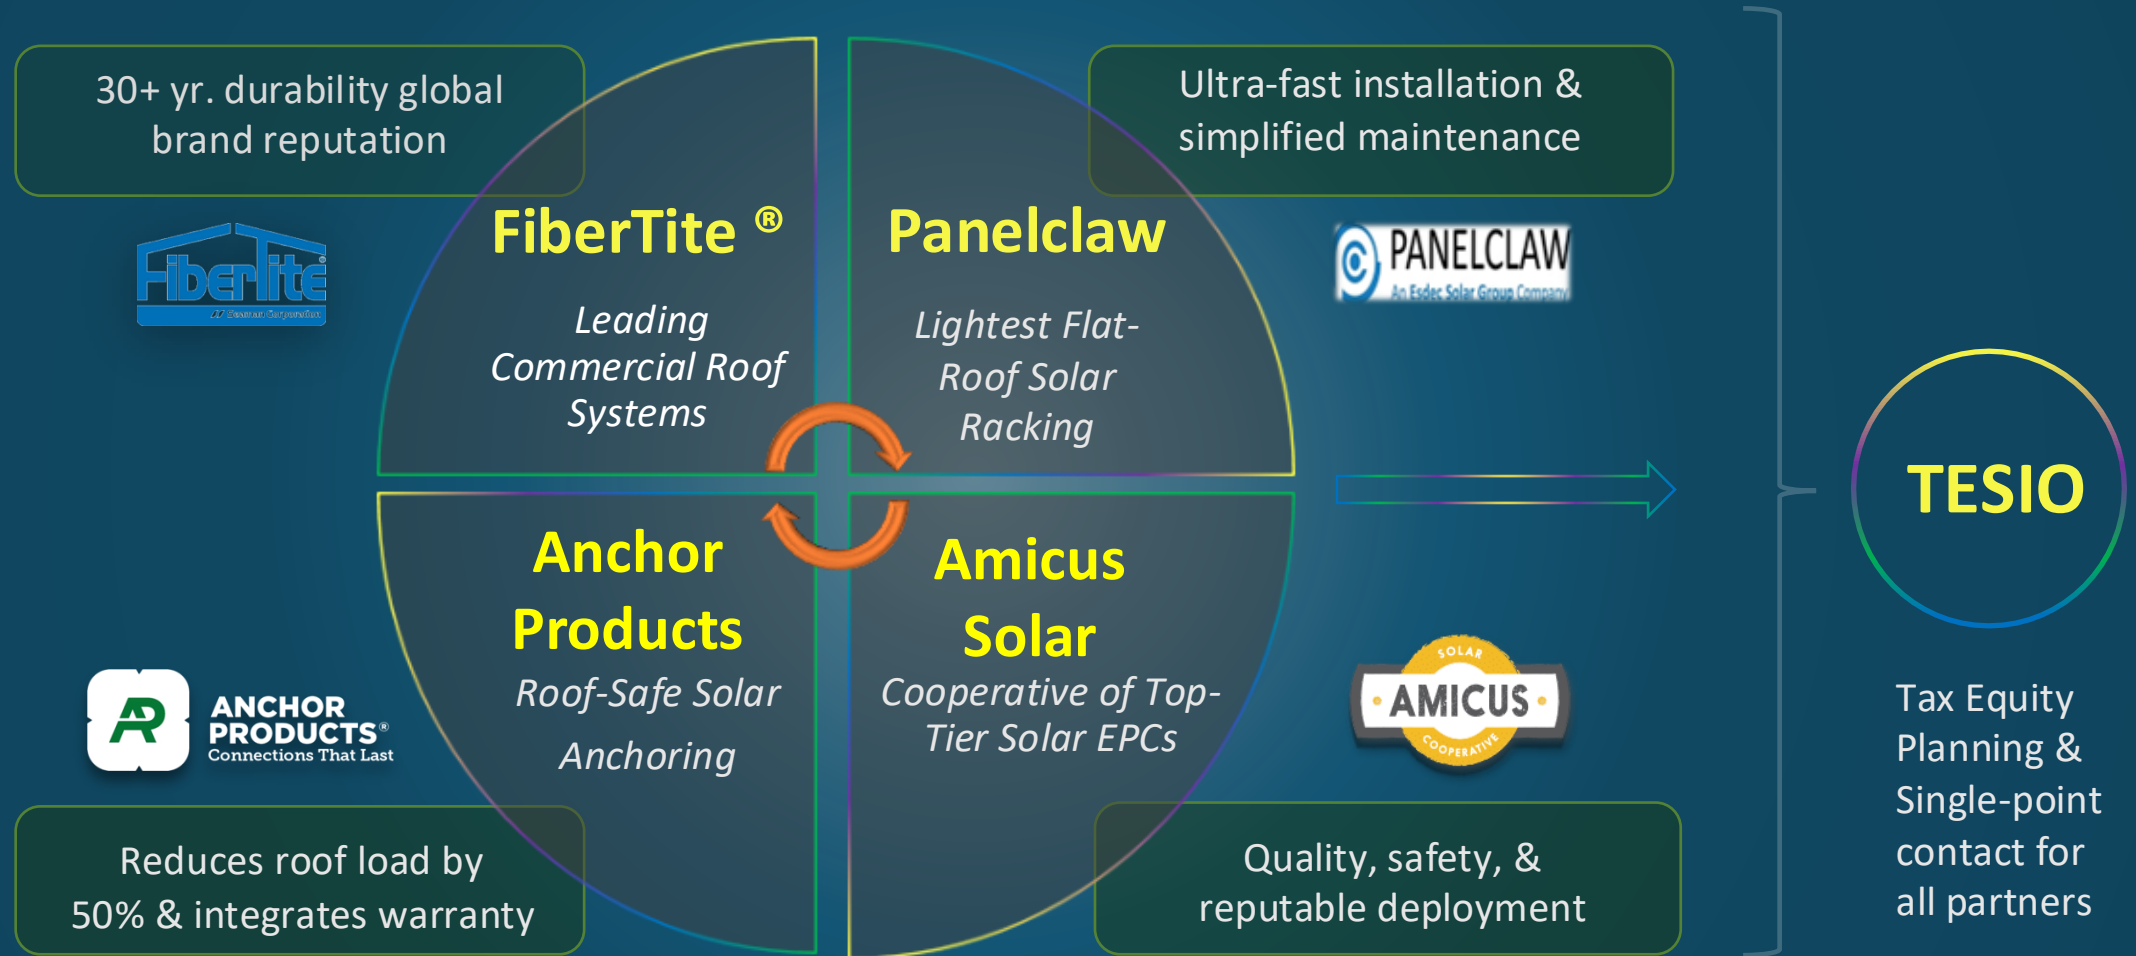 30+ yr. durability global
brand reputation
Ultra-fast installation &
simplified maintenance
FiberTite ®
Leading
Commercial Roof
Systems
Panelclaw
Lightest Flat-
Roof Solar
Racking
FiberTite®
Seaman Corporation
PANELCLAW
An Esdec Solar Group Company
Anchor
Products
Roof-Safe Solar
Anchoring
Amicus
Solar
Cooperative of Top-
Tier Solar EPCs
AP
ANCHOR
PRODUCTS®
Connections That Last
SOLAR
• AMICUS •
COOPERATIVE
Reduces roof load by
50% & integrates warranty
Quality, safety, &
reputable deployment
TESIO
Tax Equity
Planning &
Single-point
contact for
all partners